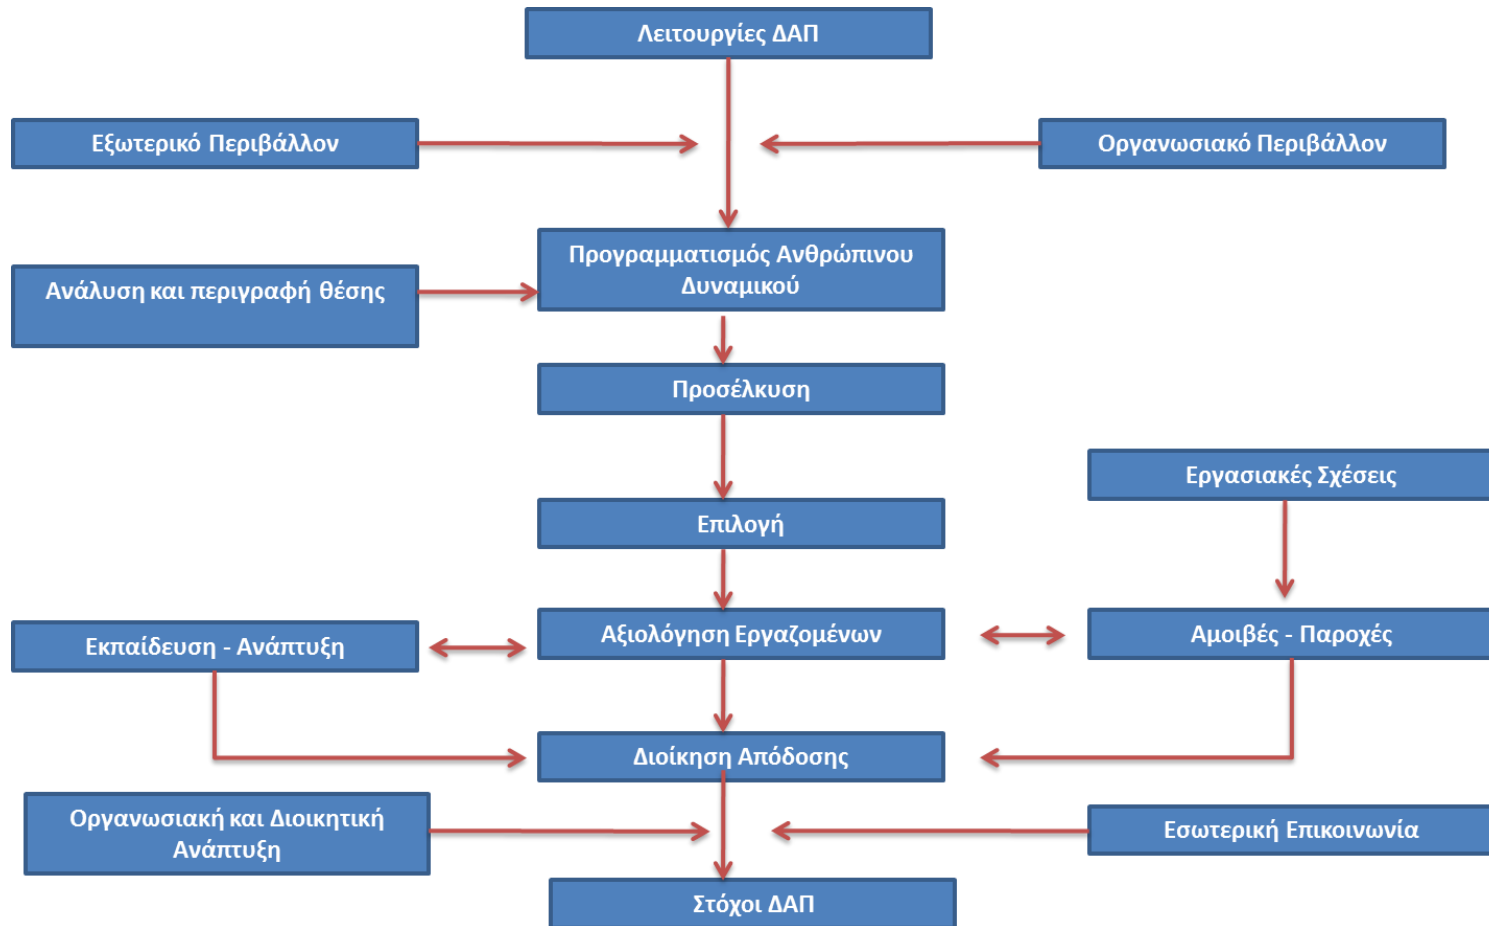 Λειτουργίες ΔΑΠ
Εξωτερικό Περιβάλλον
Οργανωσιακό Περιβάλλον
Προγραμματισμός Ανθρώπινου
Δυναμικού
Ανάλυση και περιγραφή θέσης
Προσέλκυση
Εργασιακές Σχέσεις
Επιλογή
Εκπαίδευση - Ανάπτυξη
Αξιολόγηση Εργαζομένων
Αμοιβές - Παροχές
Διοίκηση Απόδοσης
Οργανωσιακή και Διοικητική
Ανάπτυξη
Εσωτερική Επικοινωνία
Στόχοι ΔΑΠ